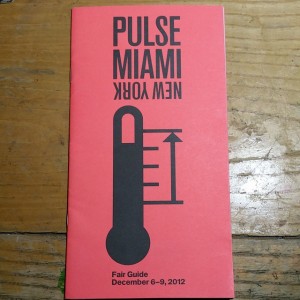 PULSE
MIAMI
NEW YORK
Fair Guide
December 6–9, 2012